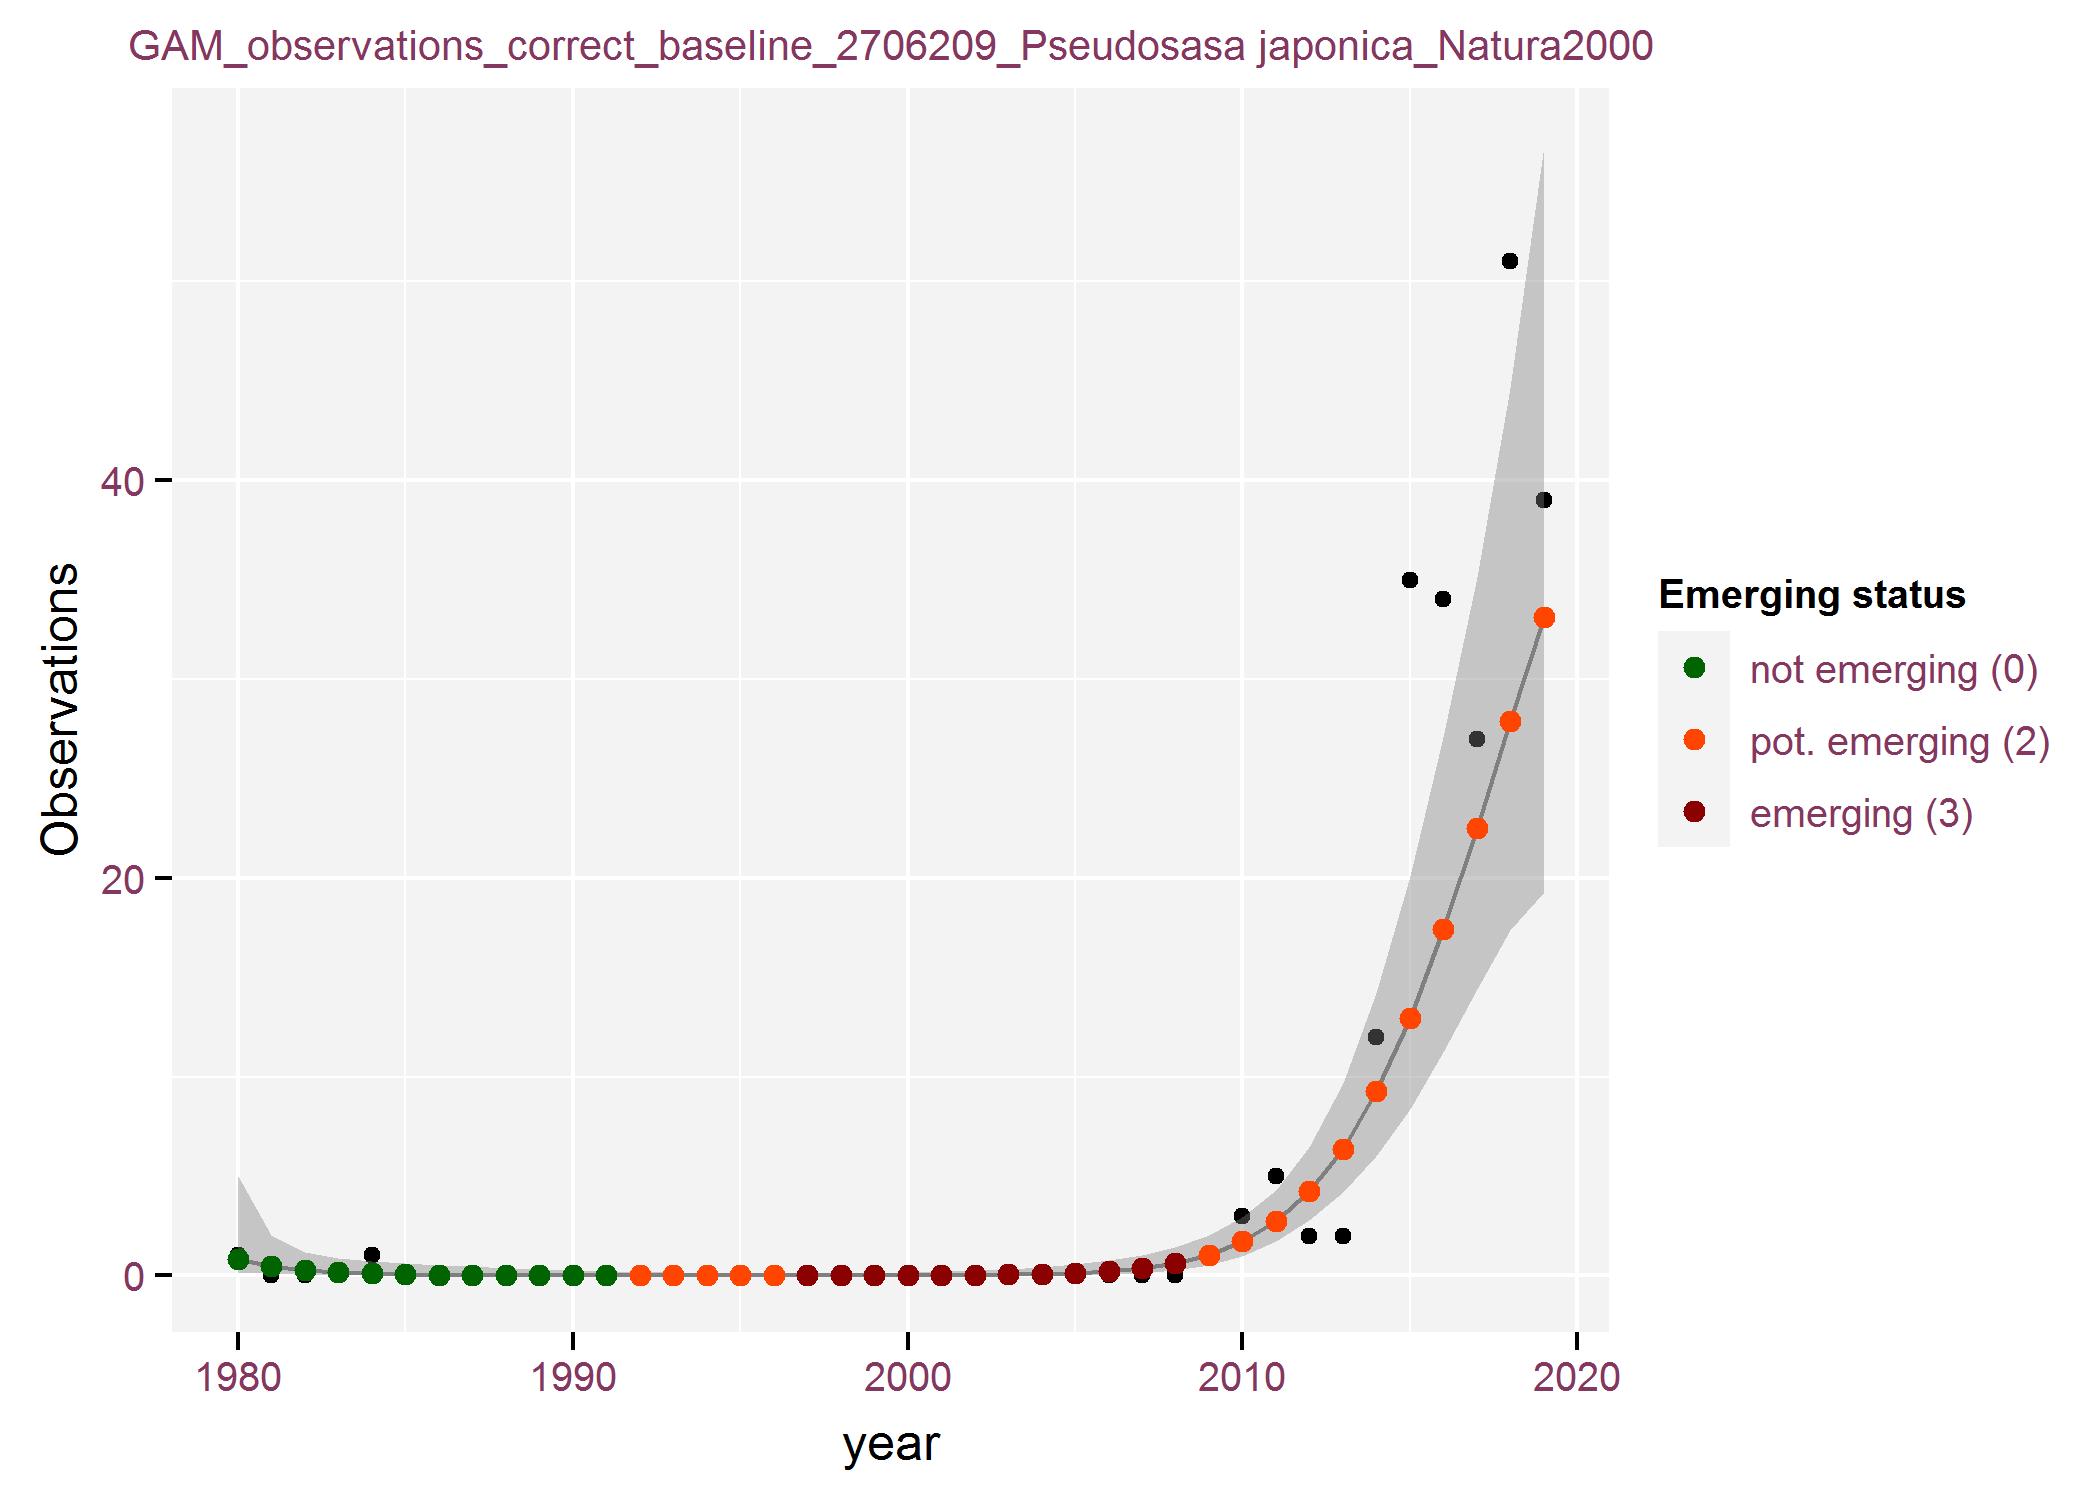 GAM_observations_correct_baseline_2706209_Pseudosasa japonica_Natura2000
Observations
40
20
0
1980
1990
2000
2010
2020
year
Emerging status
not emerging (0)
pot. emerging (2)
emerging (3)